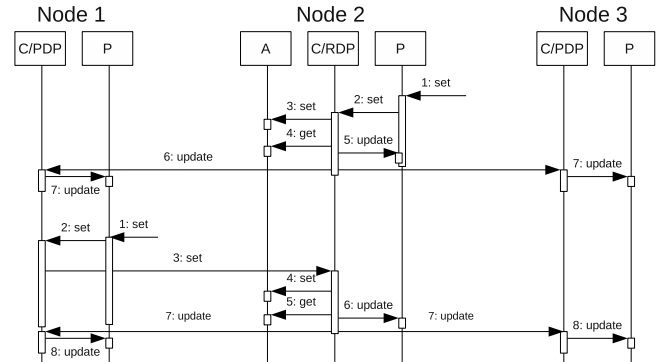 Node 1 Node 2 Node 3
C/PDP P A C/RDP P C/PDP P
1: set
2: set
3: set
4: get
5: update
6: update
7: update
7: update
1: set
2: set
3: set
4: set
5: get
6: update
7: update
7: update
8: update
8: update